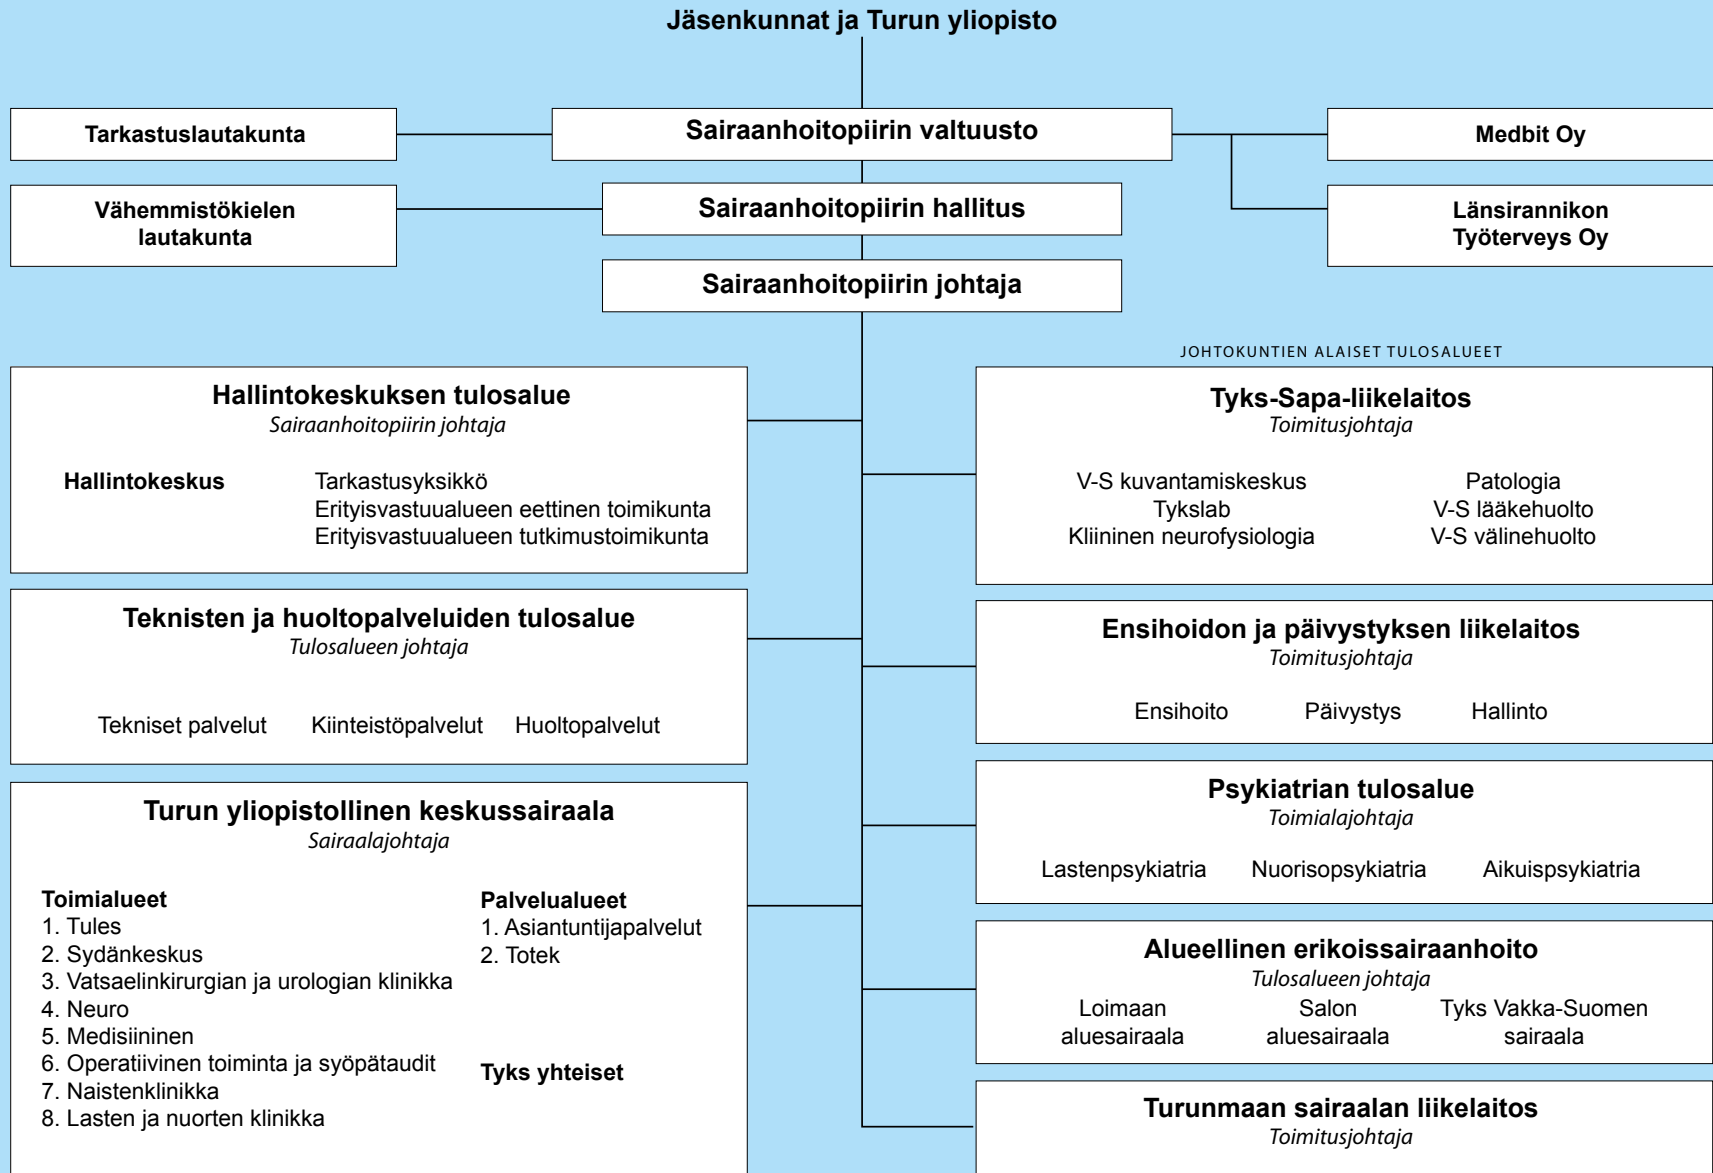 Jäsenkunnat ja Turun yliopisto
Tarkastuslautakunta
Sairaanhoitopiirin valtuusto
Medbit Oy
Vähemmistökielen
lautakunta
Sairaanhoitopiirin hallitus
Länsirannikon
Työterveys Oy
Sairaanhoitopiirin johtaja
Hallintokeskuksen tulosalue
Sairaanhoitopiirin johtaja
Hallintokeskus
Tarkastusyksikkö
Erityisvastuualueen eettinen toimikunta
Erityisvastuualueen tutkimustoimikunta
Teknisten ja huoltopalveluiden tulosalue
Tulosalueen johtaja
Tekniset palvelut Kiinteistöpalvelut Huoltopalvelut
Turun yliopistollinen keskussairaala
Sairaalajohtaja
Toimialueet
1. Tules
2. Sydänkeskus
3. Vatsaelinkirurgian ja urologian klinikka
4. Neuro
5. Medisiininen
6. Operatiivinen toiminta ja syöpätaudit
7. Naistenklinikka
8. Lasten ja nuorten klinikka
Palvelualueet
1. Asiantuntijapalvelut
2. Totek
Tyks yhteiset
JOHTOKUNTIEN ALAISET TULOSALUEET
Tyks-Sapa-liikelaitos
Toimitusjohtaja
V-S kuvantamiskeskus
Tykslab
Kliininen neurofysiologia
Patologia
V-S lääkehuolto
V-S välinehuolto
Ensihoidon ja päivystyksen liikelaitos
Toimitusjohtaja
Ensihoito Päivystys Hallinto
Psykiatrian tulosalue
Toimialajohtaja
Lastenpsykiatria Nuorisopsykiatria Aikuispsykiatria
Alueellinen erikoissairaanhoito
Tulosalueen johtaja
Loimaan
aluesairaala
Salon
aluesairaala
Tyks Vakka-Suomen
sairaala
Turunmaan sairaalan liikelaitos
Toimitusjohtaja